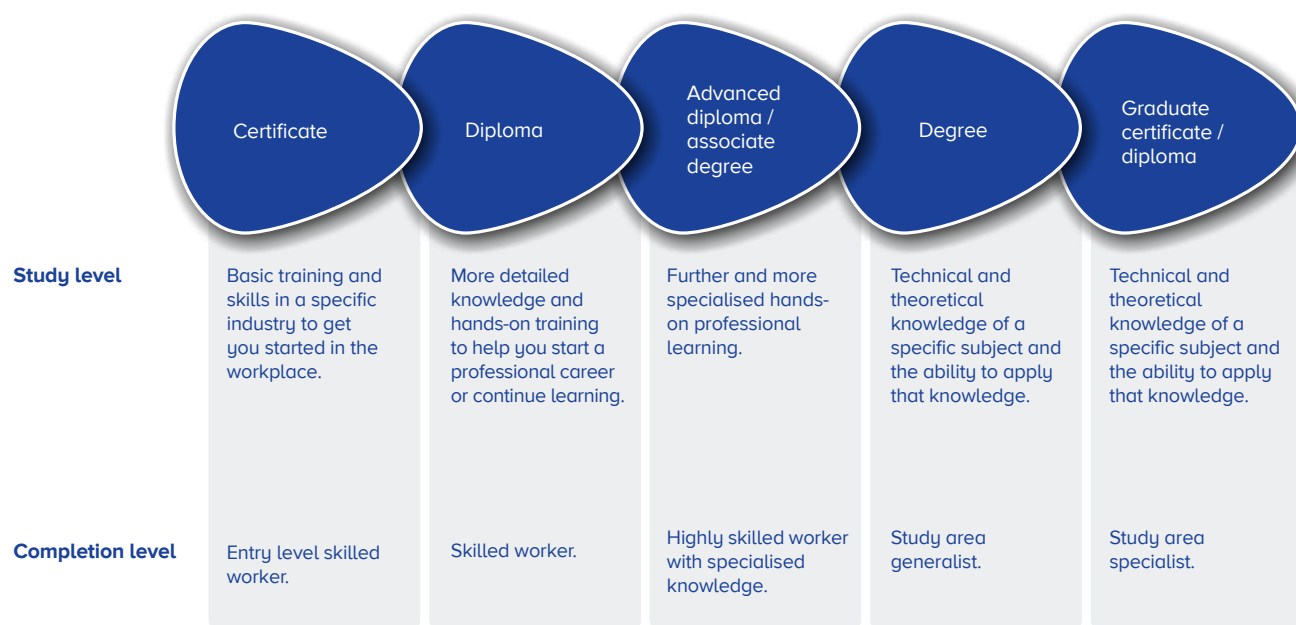 Certificate
Diploma
Advanced
diploma /
associate
degree
Degree
Graduate
certificate /
diploma
Study level
Basic training and
skills in a specific
industry to get
you started in the
workplace.
More detailed
knowledge and
hands-on training
to help you start a
professional career
or continue learning.
Further and more
specialised hands-
on professional
learning.
Technical and
theoretical
knowledge of a
specific subject and
the ability to apply
that knowledge.
Technical and
theoretical
knowledge of a
specific subject and
the ability to apply
that knowledge.
Completion level
Entry level skilled
worker.
Skilled worker.
Highly skilled worker
with specialised
knowledge.
Study area
generalist.
Study area
specialist.